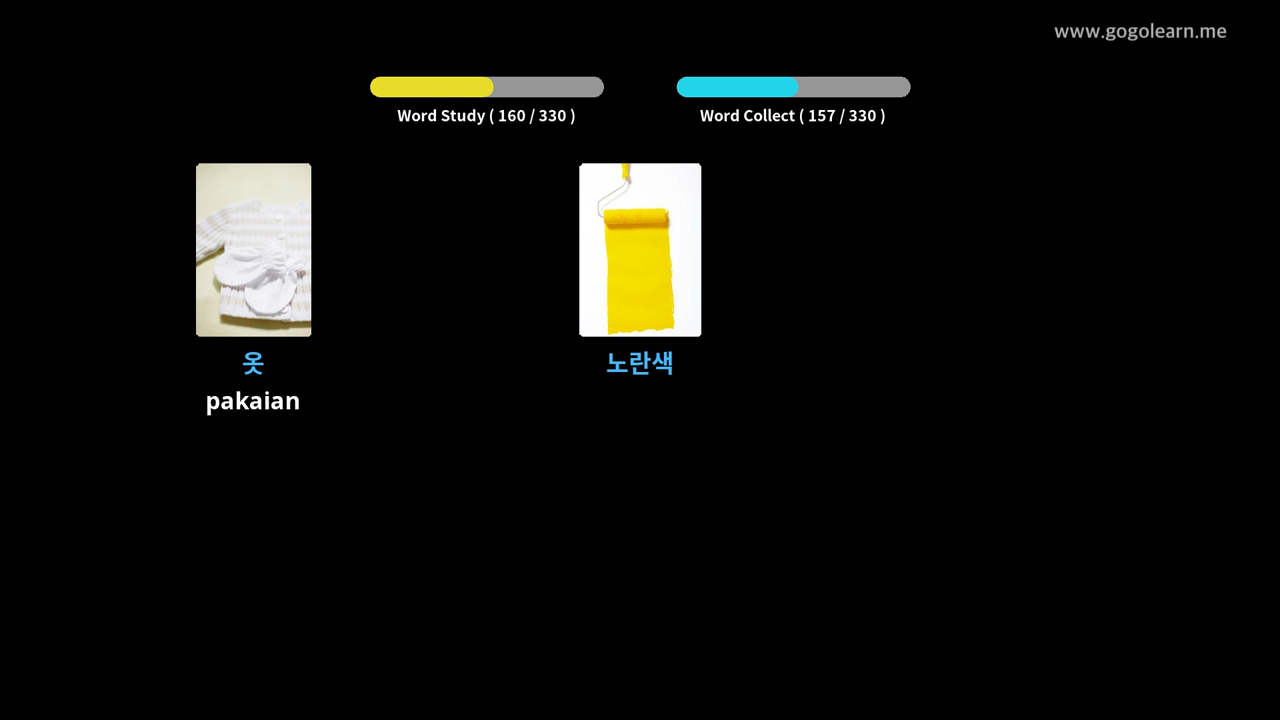 www.gogolearn.me
Word Study ( 160 / 330 )
Word Collect ( 157 / 330 )
옷
pakaian
노란색